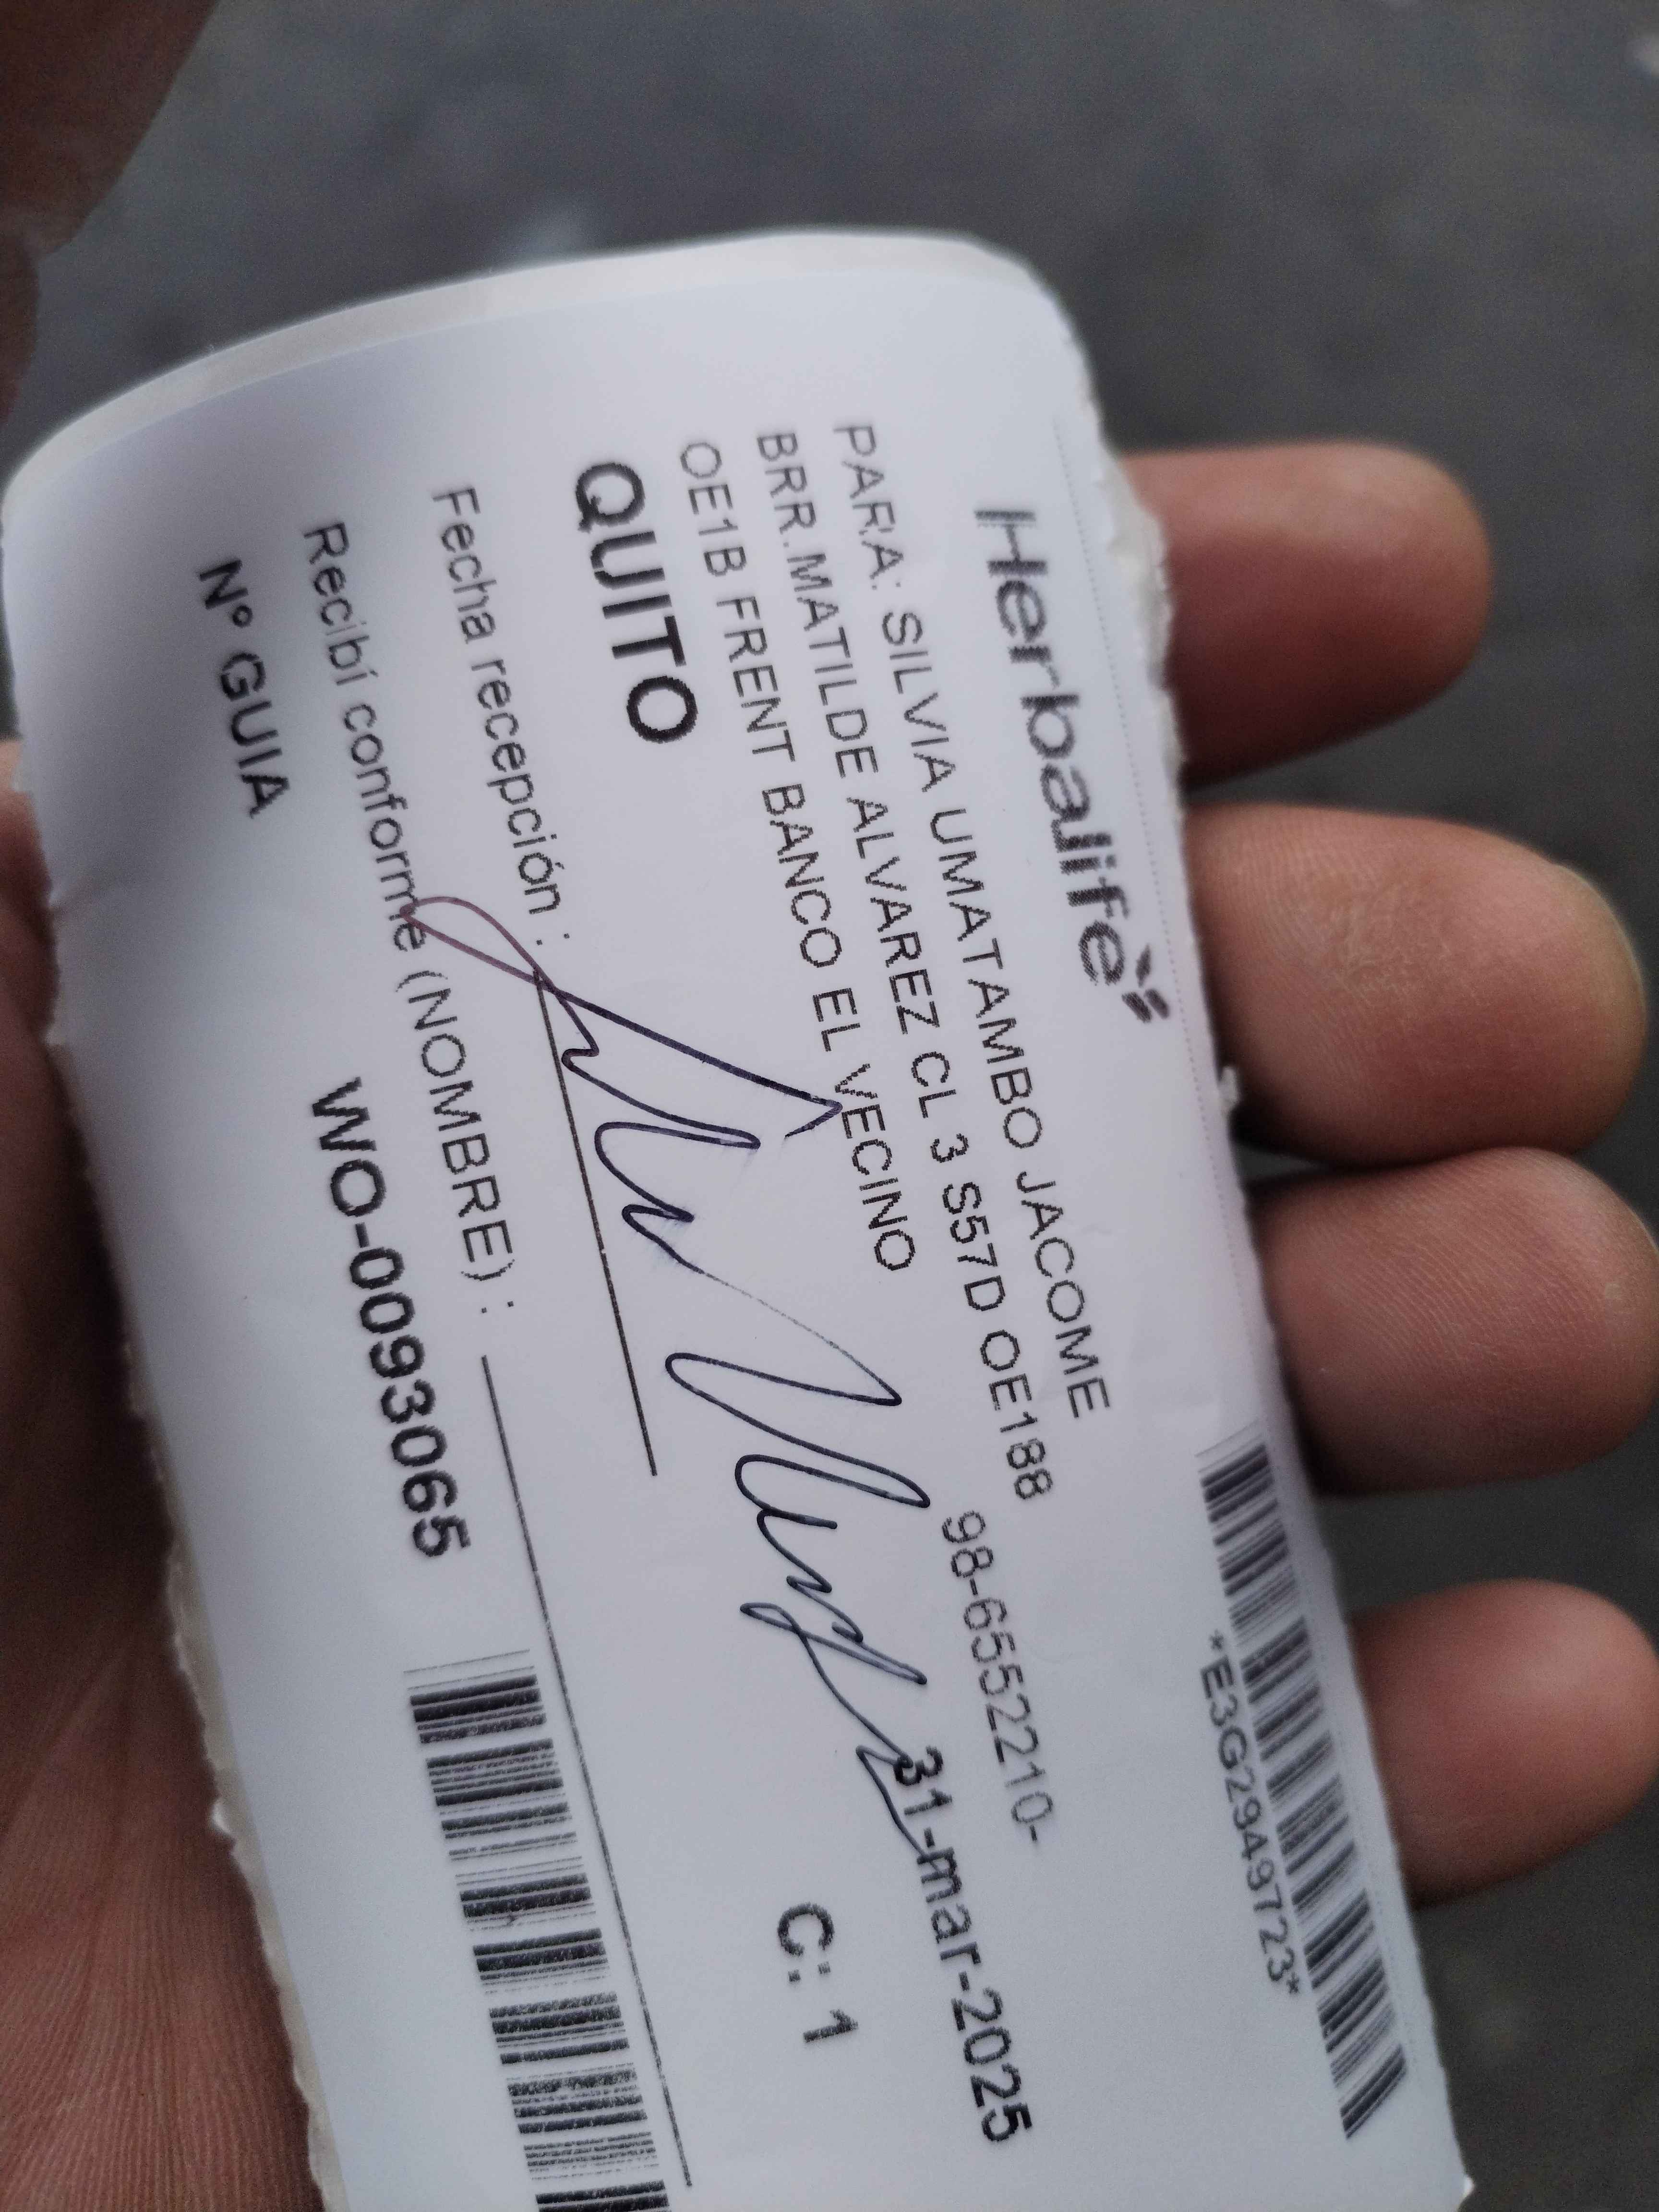 Herbalife
*E3G2949723*
PARA: SILVIA UMATAMBO JACOME
BRR.MATILDE ALVAREZ CL 3 S57D OE188
98-6552210-
OE1B FRENT BANCO EL VECINO
31-mar-2025
QUITO
C: 1
Fecha recepción :
Recibí conforme (NOMBRE) :
Nº GUIA WO-0093065